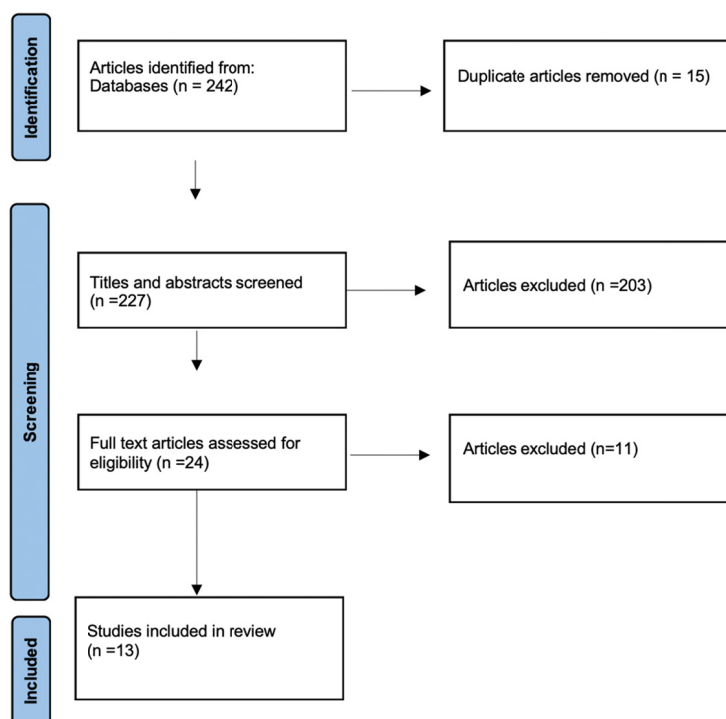 Identification
Articles identified from:
Databases (n = 242)
Duplicate articles removed (n = 15)
Screening
Titles and abstracts screened
(n =227)
Articles excluded (n =203)
Full text articles assessed for
eligibility (n =24)
Articles excluded (n=11)
Included
Studies included in review
(n =13)